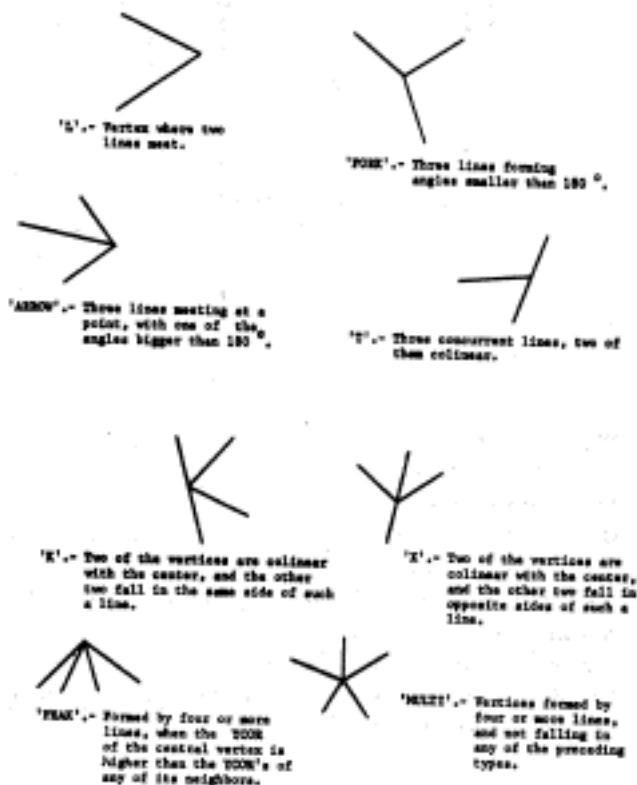 'L'.- Vertex where two
lines meet.
'FORK'.- Three lines forming
angles smaller than 180 °.
'ARROW'.- Three lines meeting at a
point, with one of the
angles bigger than 180 °.
'T'.- Three concurrent lines, two of
them colinear.
'K'.- Two of the vertices are colinear
with the center, and the other
two fall in the same side of such
a line.
'X'.- Two of the vertices are
colinear with the center,
and the other two fall in
opposite sides of such a
line.
'PEAK'.- Formed by four or more
lines, when the YCOR
of the central vertex is
higher than the YCOR's of
any of its neighbors.
'MULTI'.- Vertices formed by
four or more lines,
and not falling in
any of the preceding
types.